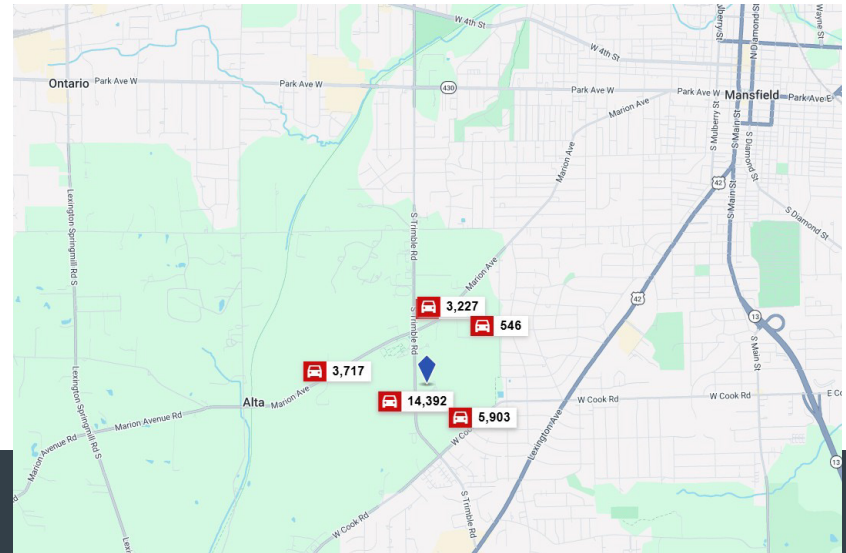 W 4th St
Mulberry St
N Diamond St
Wayne St
W 4th St
Ontario
Park Ave W
Park Ave W
430
Park Ave W
Park Ave W
Mansfield
Park Ave E
Marion Ave
S Mulberry St
S Main St
S Diamond St
Marion Ave
42
S Main St
S Diamond St
Lexington Springmill Rd S
S Trimble Rd
Marion Ave
42
3,227
546
13
S Trimble Rd
S Main St
3,717
Alta
Marion Ave
14,392
5,903
W Cook Rd
W Cook Rd
Marion Avenue Rd
Lexington Springmill Rd S
Marion Avenue Rd
W Co
Lexington Ave
13
S Trimble Rd
W Cook Rd